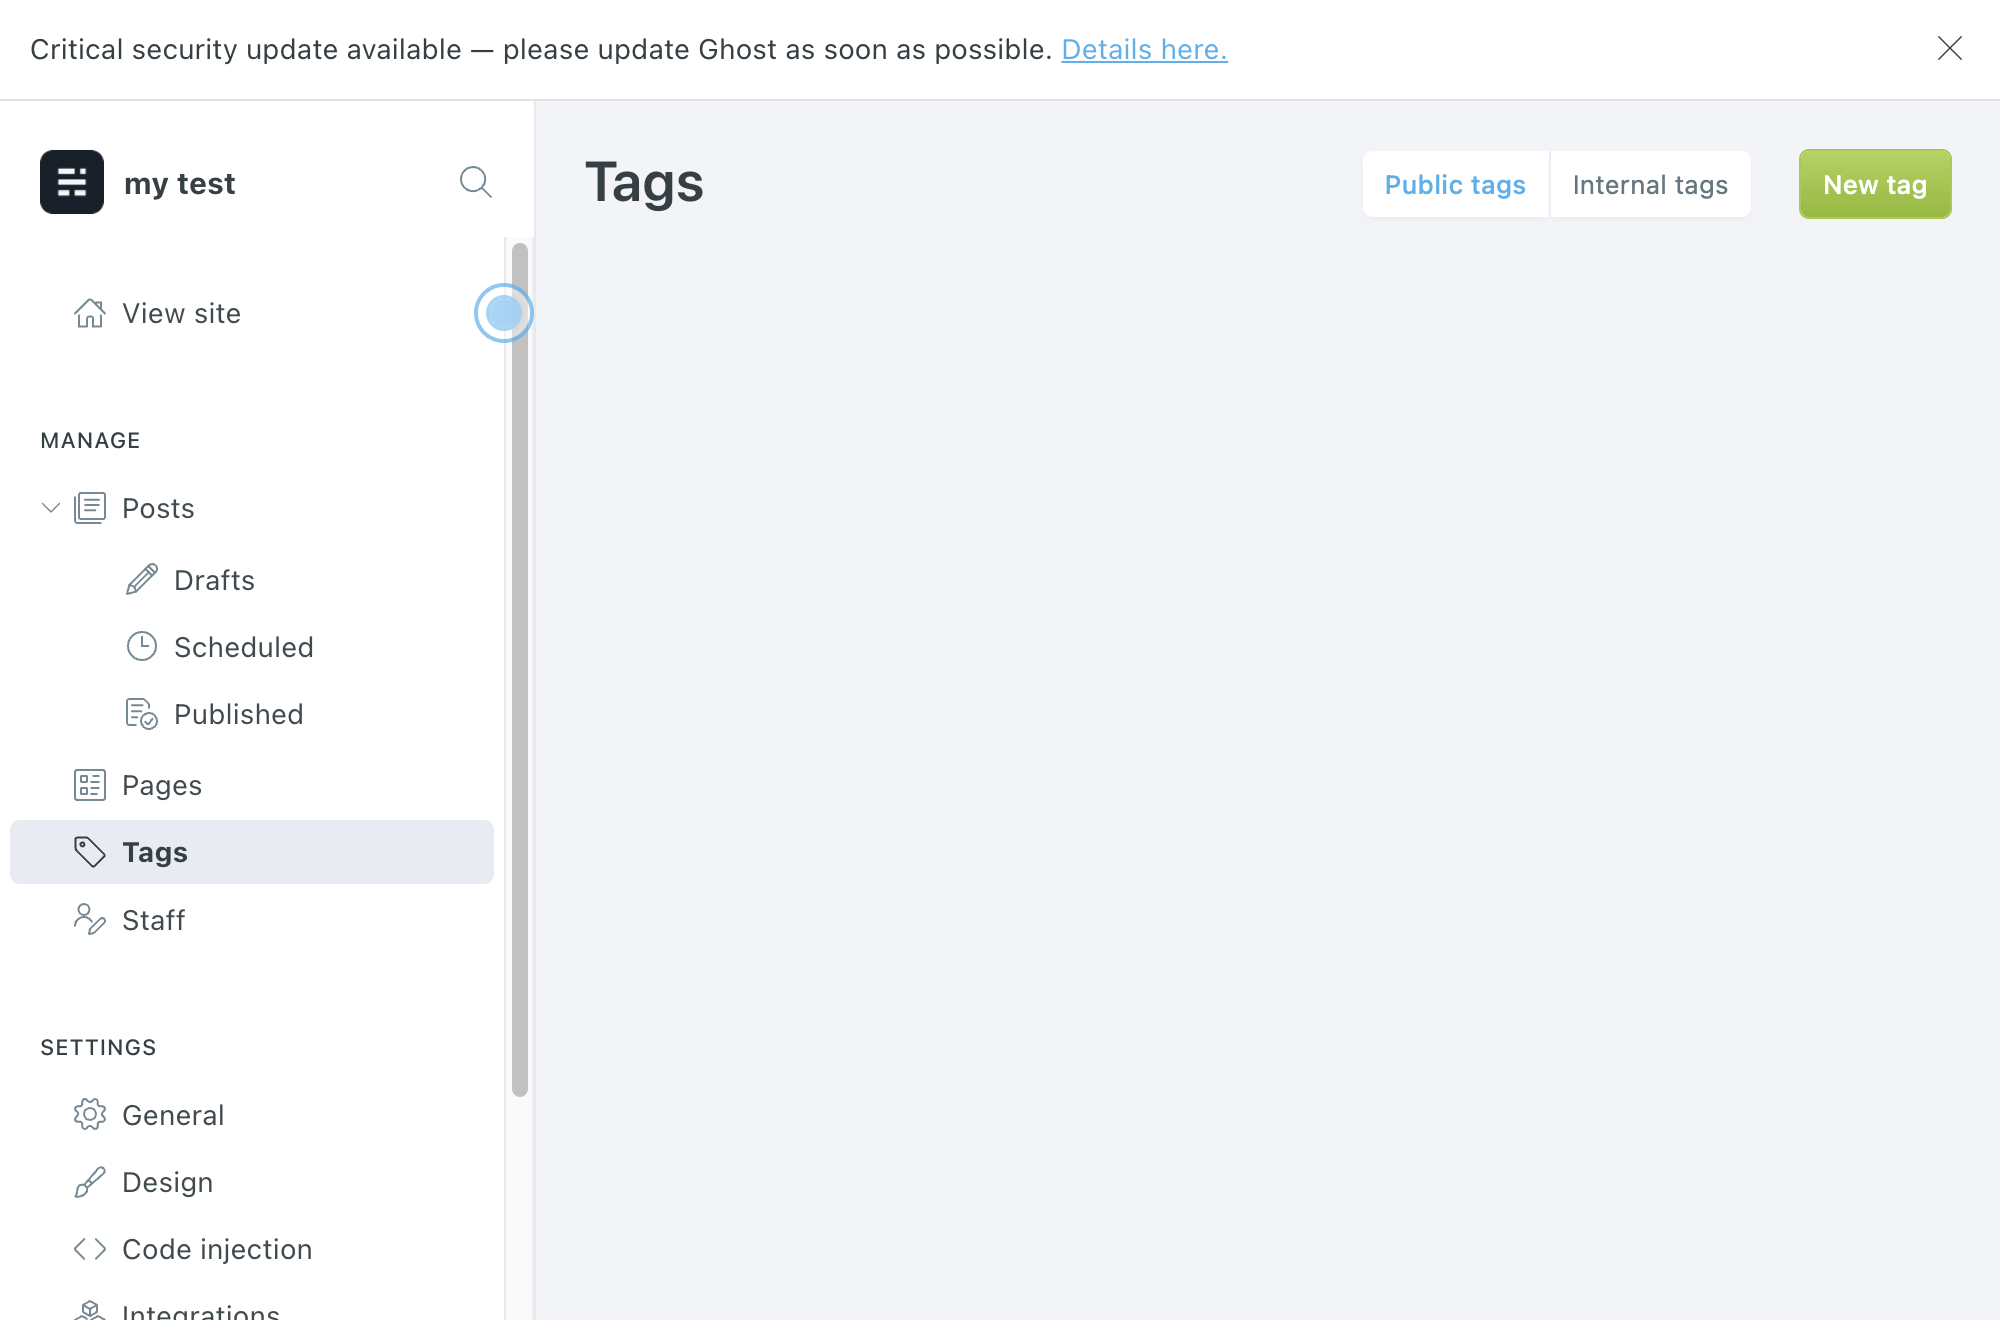 Critical security update available — please update Ghost as soon as possible. Details here.
my test
View site
MANAGE
Posts
Drafts
Scheduled
Published
Pages
Tags
Staff
SETTINGS
General
Design
Code injection
Integrations
Tags
Public tags
Internal tags
New tag